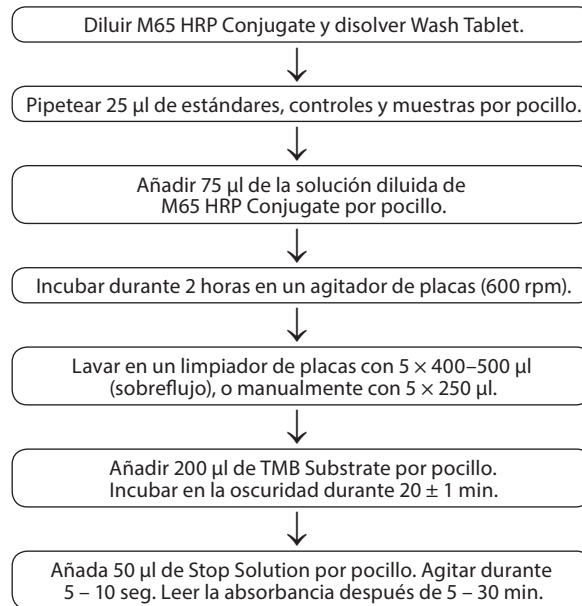 Diluir M65 HRP Conjugate y disolver Wash Tablet.
Pipetear 25 µl de estándares, controles y muestras por pocillo.
Añadir 75 µl de la solución diluida de
M65 HRP Conjugate por pocillo.
Incubar durante 2 horas en un agitador de placas (600 rpm).
Lavar en un limpiador de placas con 5 × 400–500 µl
(sobreflujo), o manualmente con 5 × 250 µl.
Añadir 200 µl de TMB Substrate por pocillo.
Incubar en la oscuridad durante 20 ± 1 min.
Añada 50 µl de Stop Solution por pocillo. Agitar durante
5 – 10 seg. Leer la absorbancia después de 5 – 30 min.